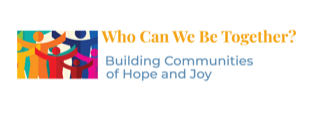 Who Can We Be Together?
Building Communities
of Hope and Joy